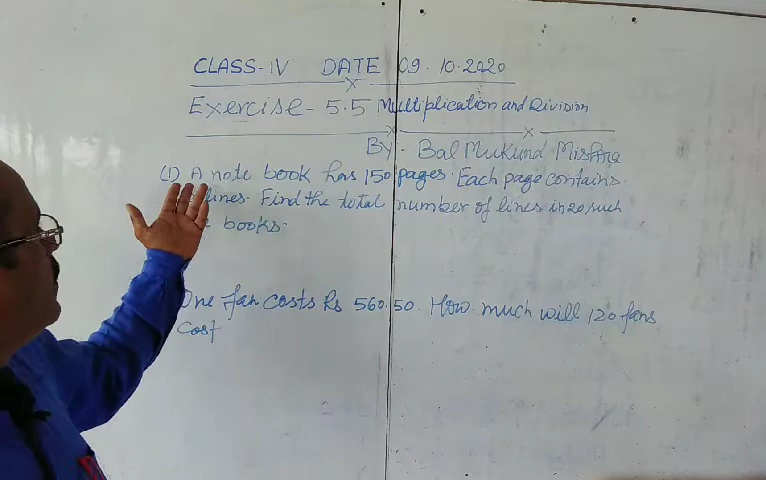 CLASS-IV DATE 09.10.2020
Exercise - 5.5 Multiplication and Division
By - Bal Mukund Mishra
(1) A note book has 150 pages. Each page contains
lines. Find the total number of lines in 20 such
books.
One fan costs Rs 560.50. How much will 120 fans
cost